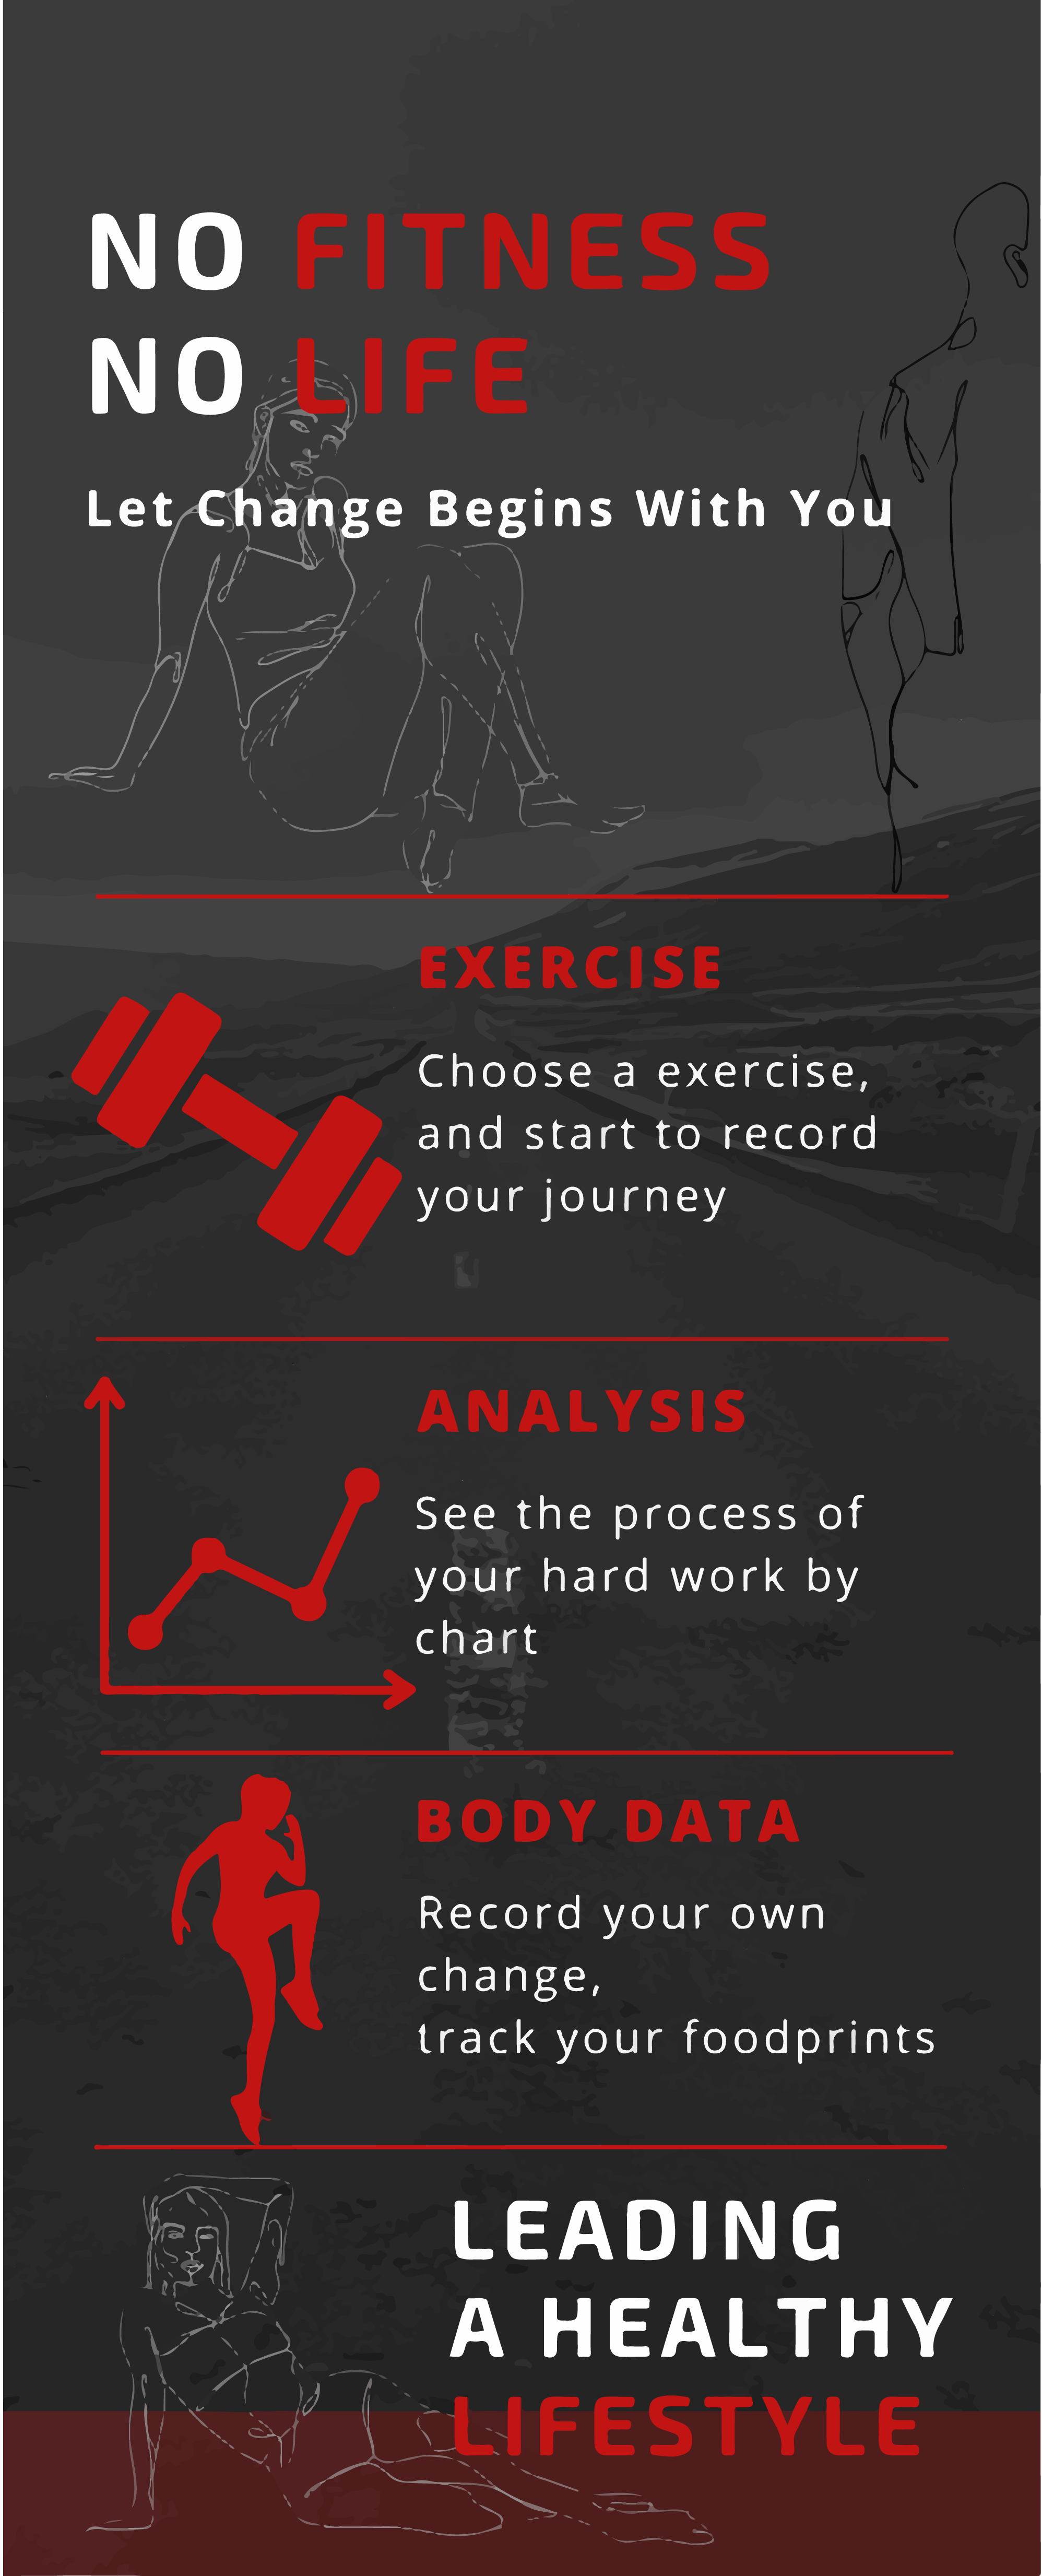 NO FITNESS
NO LIFE
Let Change Begins With You
EXERCISE
Choose a exercise,
and start to record
your journey
ANALYSIS
See the process of
your hard work by
chart
BODY DATA
Record your own
change,
track your foodprints
LEADING
A HEALTHY
LIFESTYLE